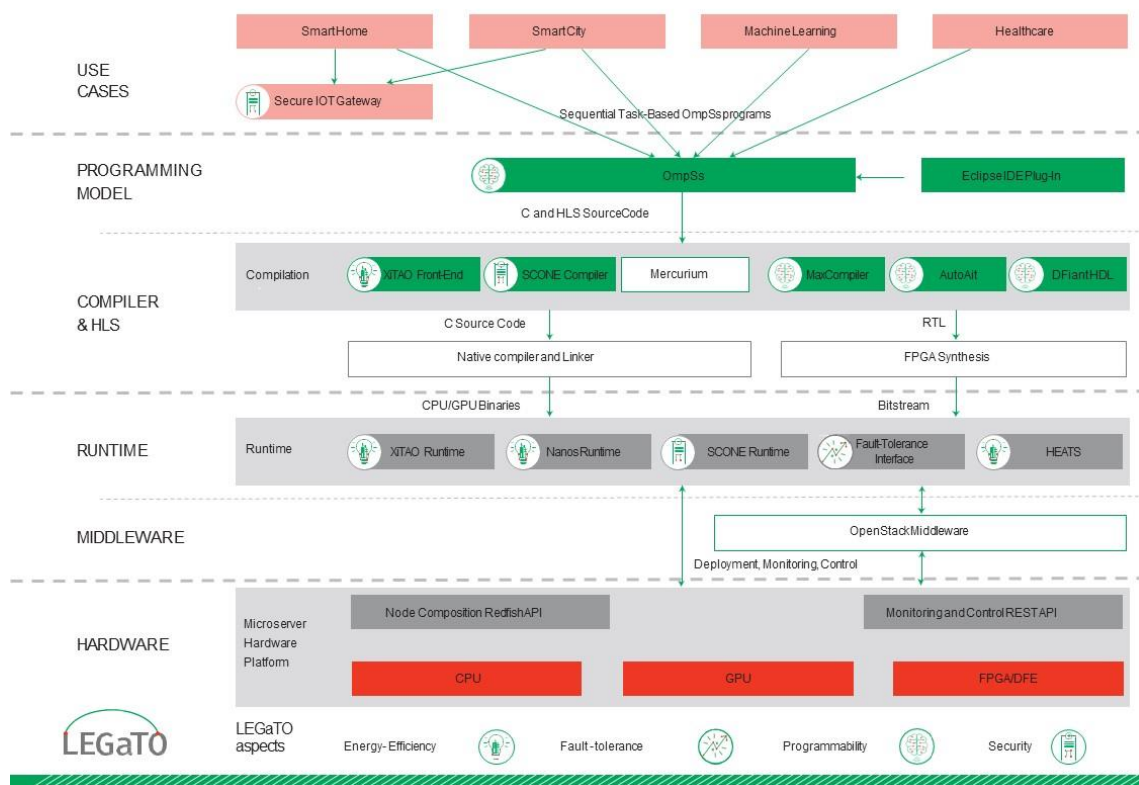 SmartHome
SmartCity
Machine Learning
Healthcare
USE
CASES
Secure IOT Gateway
Sequential Task-Based OmpSsprograms
PROGRAMMING
MODEL
OmpSs
EclipseIDEPlug-In
C and HLS SourceCode
COMPILER
& HLS
Compilation
XiTAO Front-End
SCONE Compiler
Mercurium
MaxCompiler
AutoAit
DFiantHDL
C Source Code
RTL
Native compiler and Linker
FPGA Synthesis
CPU/GPU Binaries
Bitstream
RUNTIME
Runtime
XiTAO Runtime
Nanos Runtime
SCONE Runtime
Fault-Tolerance
Interface
HEATS
MIDDLEWARE
OpenStackMiddleware
Deployment, Monitoring, Control
HARDWARE
Microserver
Hardware
Platform
Node Composition RedfishAPI
Monitoring and Control REST API
CPU
GPU
FPGA/DFE
LEGaTO
LEGaTO
aspects
Energy-Efficiency
Fault-tolerance
Programmability
Security